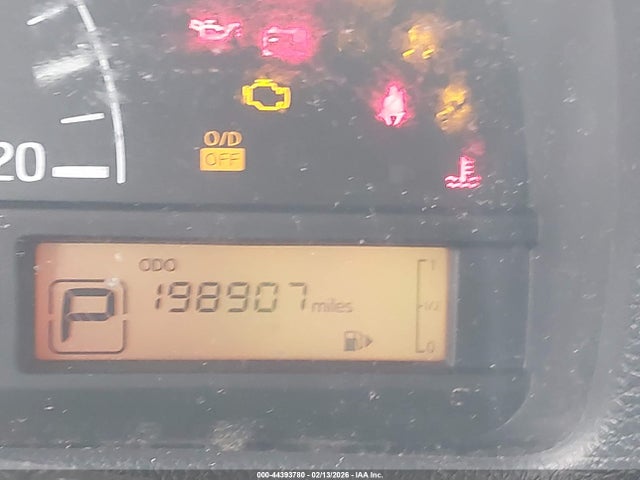 20
O/D
OFF
ODO
P
198907 miles
1
1/2
0
C
000-44393780 - 02/13/2026 - IAA Inc.